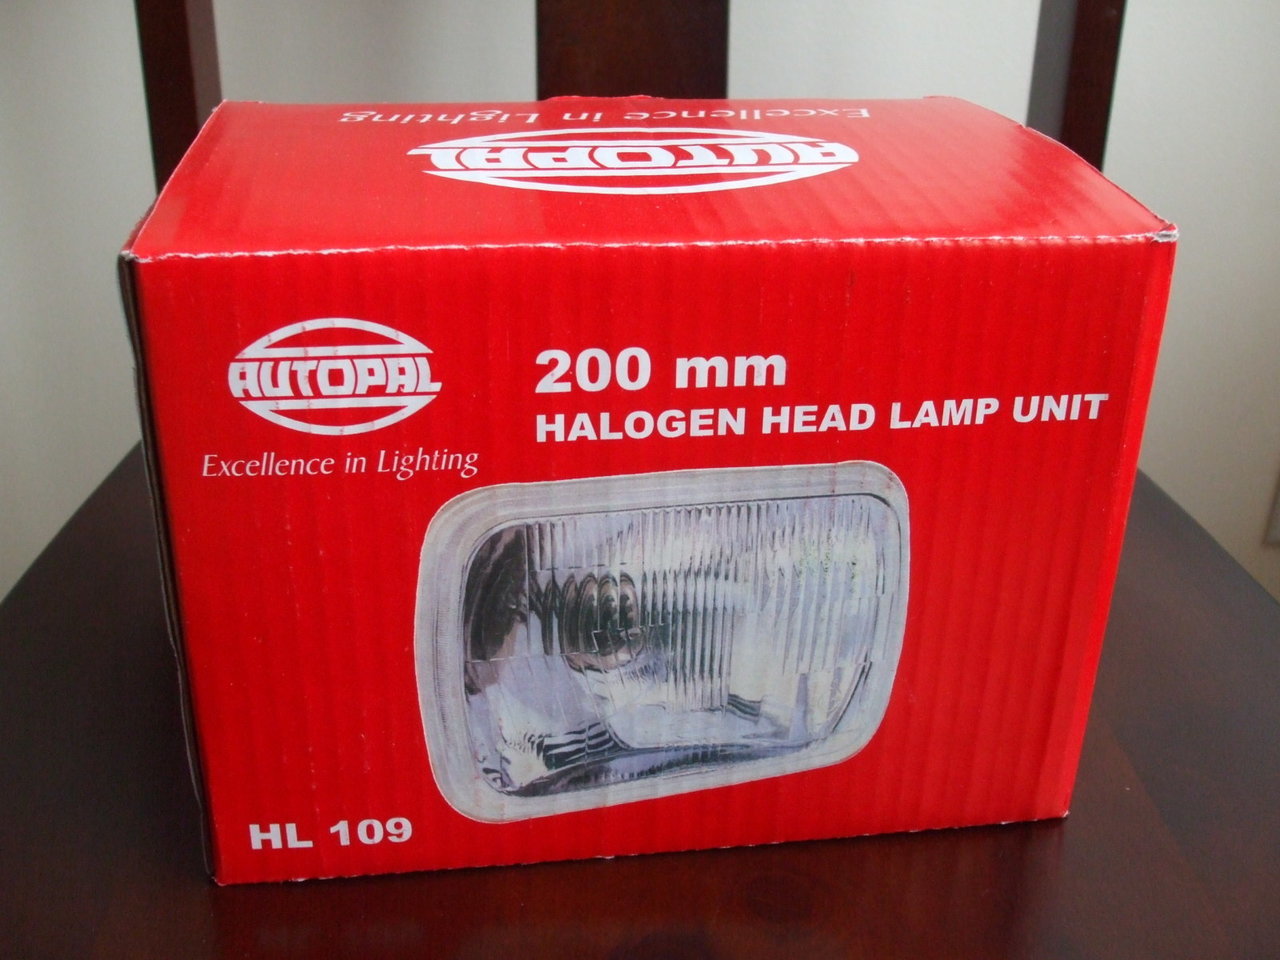 Excellence in Lighting
AUTOPAL
AUTOPAL
Excellence in Lighting
200 mm
HALOGEN HEAD LAMP UNIT
HL 109